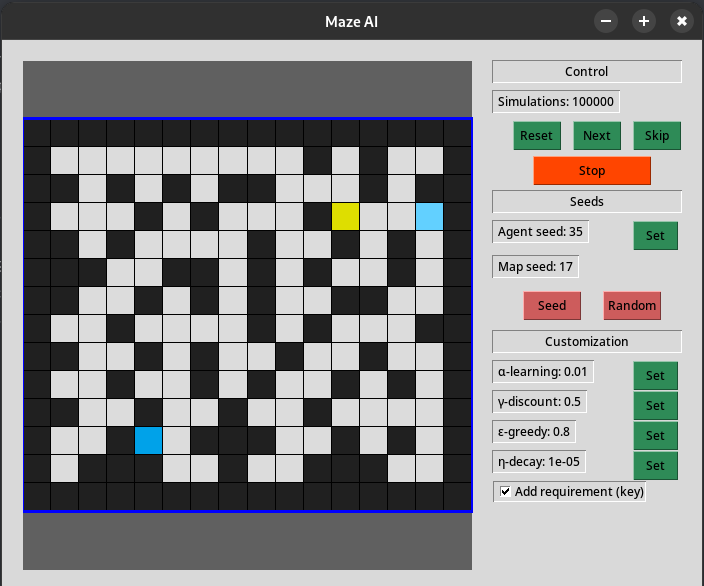 Maze AI
Control
Simulations: 100000
Reset Next Skip
Stop
Seeds
Agent seed: 35 Set
Map seed: 17
Seed Random
Customization
α-learning: 0.01 Set
γ-discount: 0.5 Set
ε-greedy: 0.8 Set
η-decay: 1e-05 Set
Add requirement (key)